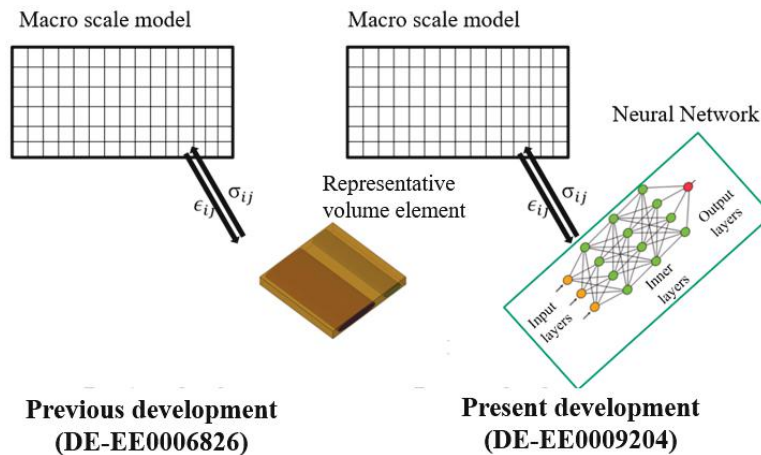 Macro scale model
Macro scale model
Neural Network
ϵij
σij
Representative
volume element
ϵij
σij
Output
layers
Inner
layers
Input
layers
Previous development
(DE-EE0006826)
Present development
(DE-EE0009204)